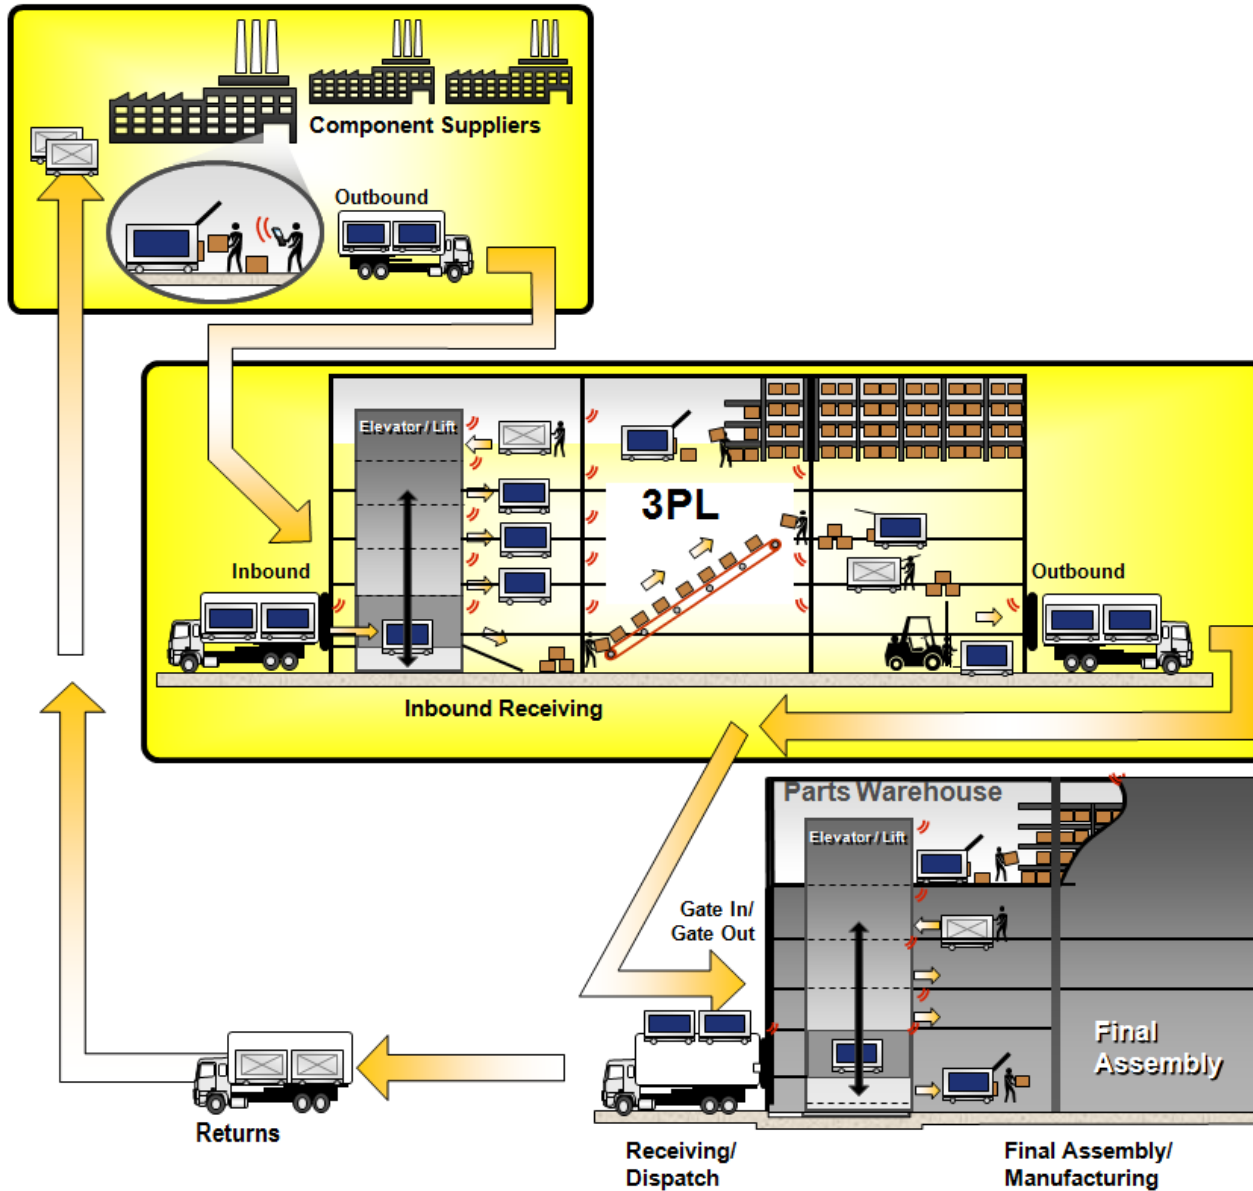 Component Suppliers
Outbound
Elevator / Lift
3PL
Inbound
Outbound
Inbound Receiving
Parts Warehouse
Elevator / Lift
Gate In/
Gate Out
Final
Assembly
Returns
Receiving/
Dispatch
Final Assembly/
Manufacturing